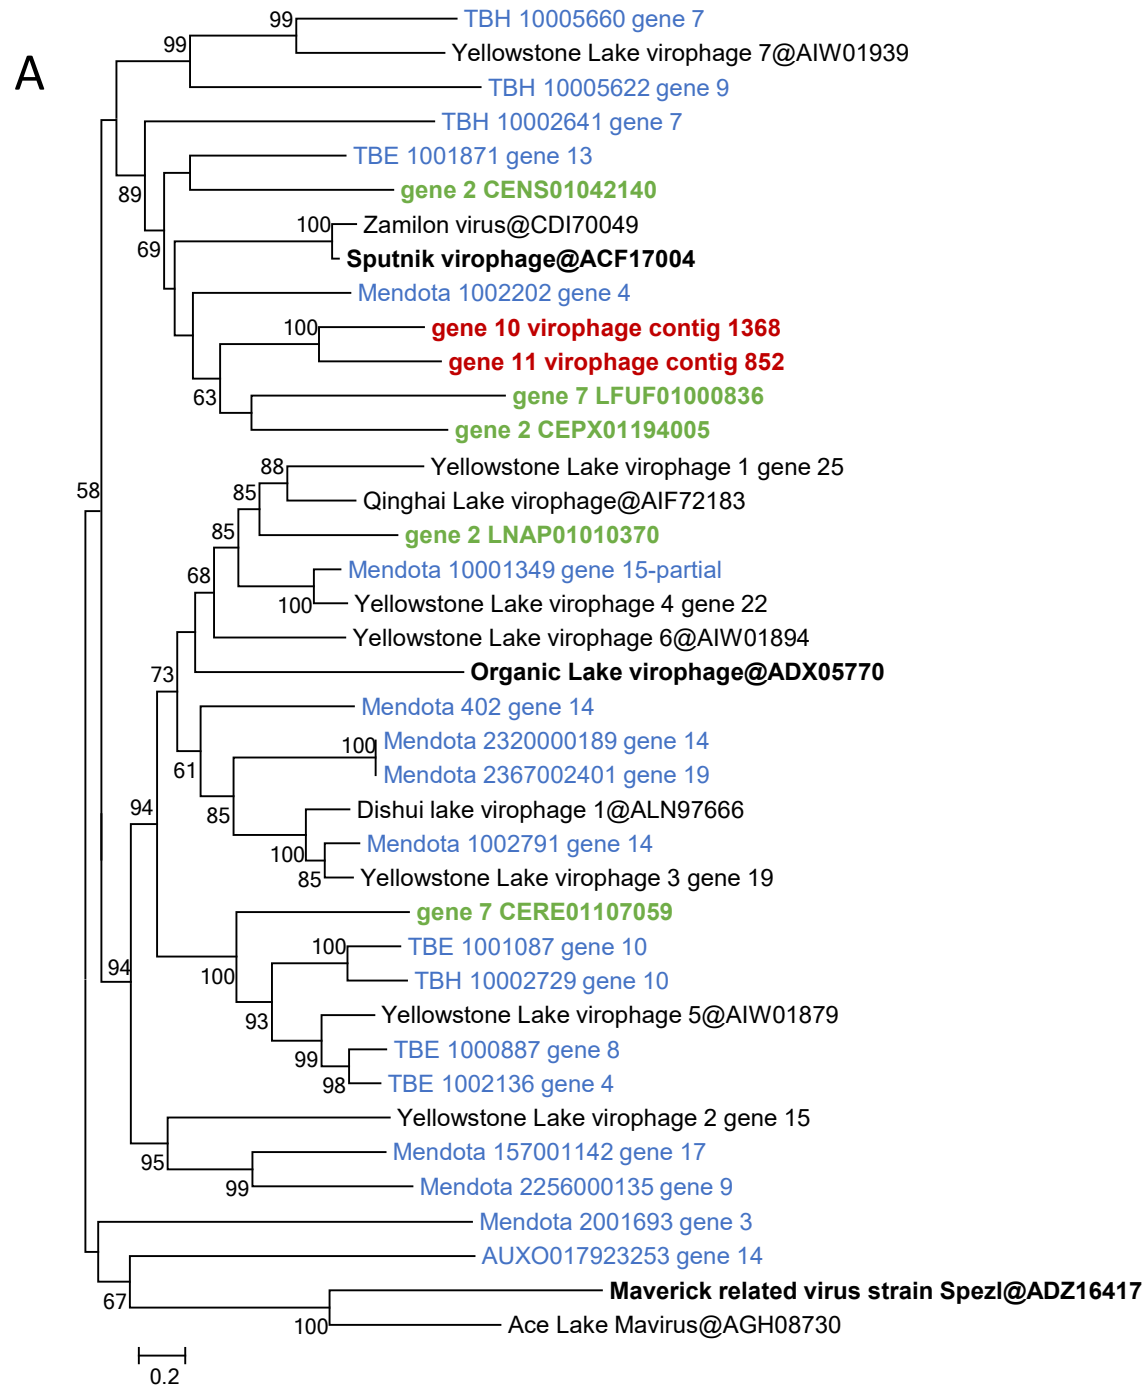 A
99
TBH 10005660 gene 7
99
Yellowstone Lake virophage 7@AIW01939
TBH 10005622 gene 9
TBH 10002641 gene 7
TBE 1001871 gene 13
89
gene 2 CENS01042140
100
Zamilon virus@CDI70049
69
Sputnik virophage@ACF17004
Mendota 1002202 gene 4
100
gene 10 virophage contig 1368
gene 11 virophage contig 852
63
gene 7 LFUF01000836
gene 2 CEPX01194005
88
Yellowstone Lake virophage 1 gene 25
58
85
Qinghai Lake virophage@AIF72183
85
gene 2 LNAP01010370
68
Mendota 10001349 gene 15-partial
100
Yellowstone Lake virophage 4 gene 22
Yellowstone Lake virophage 6@AIW01894
73
Organic Lake virophage@ADX05770
Mendota 402 gene 14
100
Mendota 2320000189 gene 14
61
Mendota 2367002401 gene 19
94
85
Dishui lake virophage 1@ALN97666
100
Mendota 1002791 gene 14
85
Yellowstone Lake virophage 3 gene 19
gene 7 CERE01107059
100
TBE 1001087 gene 10
94
100
TBH 10002729 gene 10
93
Yellowstone Lake virophage 5@AIW01879
99
TBE 1000887 gene 8
98
TBE 1002136 gene 4
Yellowstone Lake virophage 2 gene 15
95
Mendota 157001142 gene 17
99
Mendota 2256000135 gene 9
Mendota 2001693 gene 3
AUXO017923253 gene 14
67
Maverick related virus strain Spezl@ADZ16417
100
Ace Lake Mavirus@AGH08730
0.2